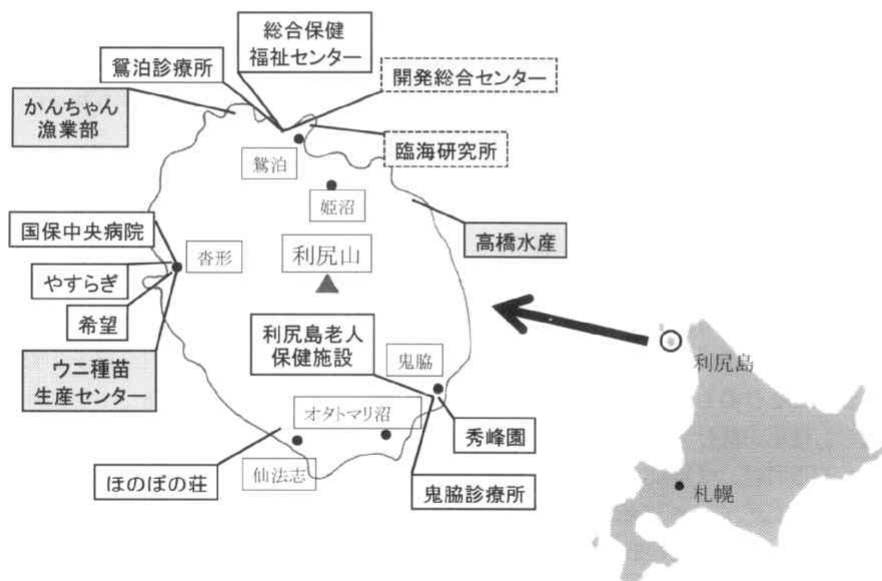 総合保健
福祉センター
鴛泊診療所
開発総合センター
かんちゃん
漁業部
臨海研究所
鴛泊
姫沼
高橋水産
国保中央病院
沓形
利尻山
やすらぎ
希望
利尻島老人
保健施設
鬼脇
利尻島
ウニ種苗
生産センター
オタトマリ沼
秀峰園
ほのぼの荘
仙法志
鬼脇診療所
札幌